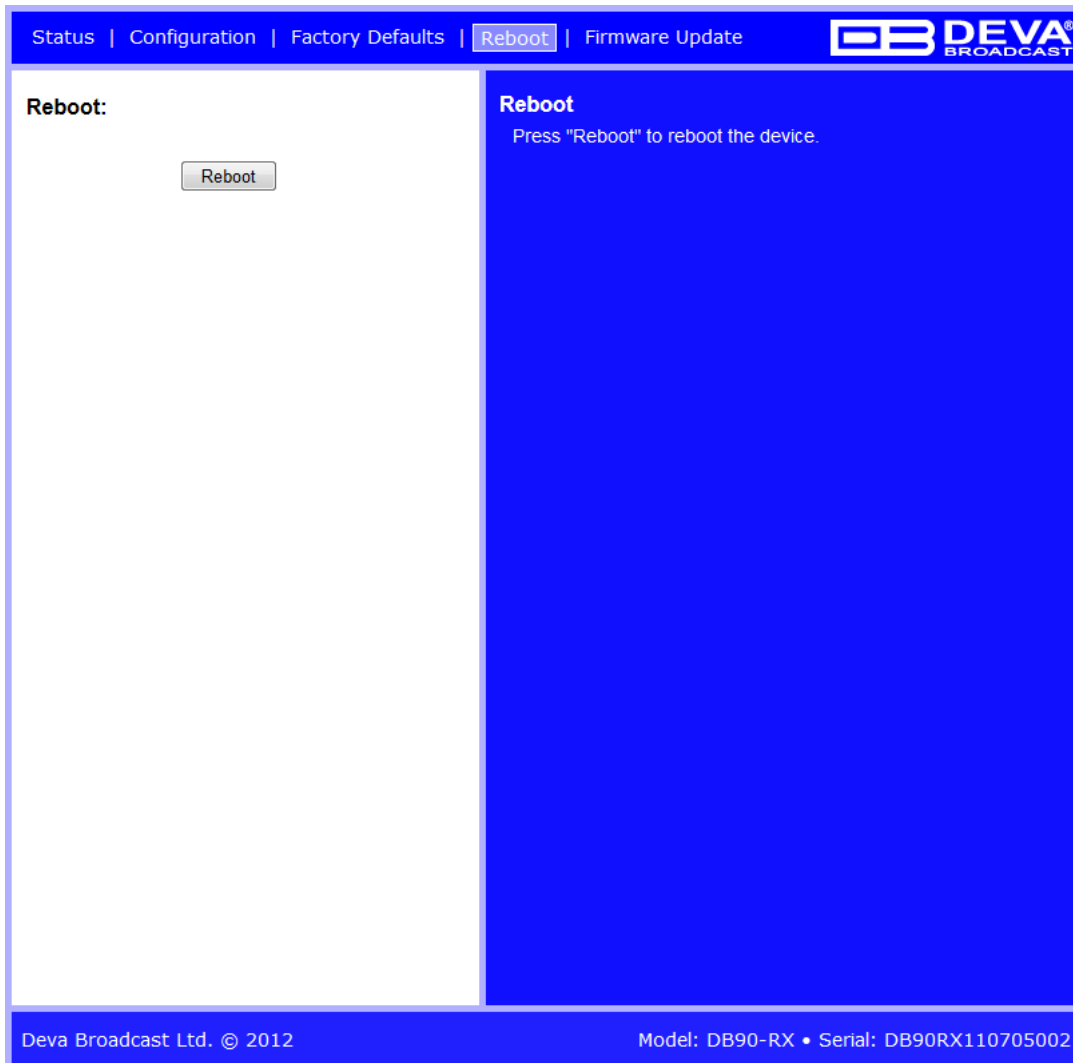 Status | Configuration | Factory Defaults | Reboot | Firmware Update
DB DEVA®
BROADCAST
Reboot:
Reboot
Reboot
Press "Reboot" to reboot the device.
Deva Broadcast Ltd. © 2012
Model: DB90-RX • Serial: DB90RX110705002